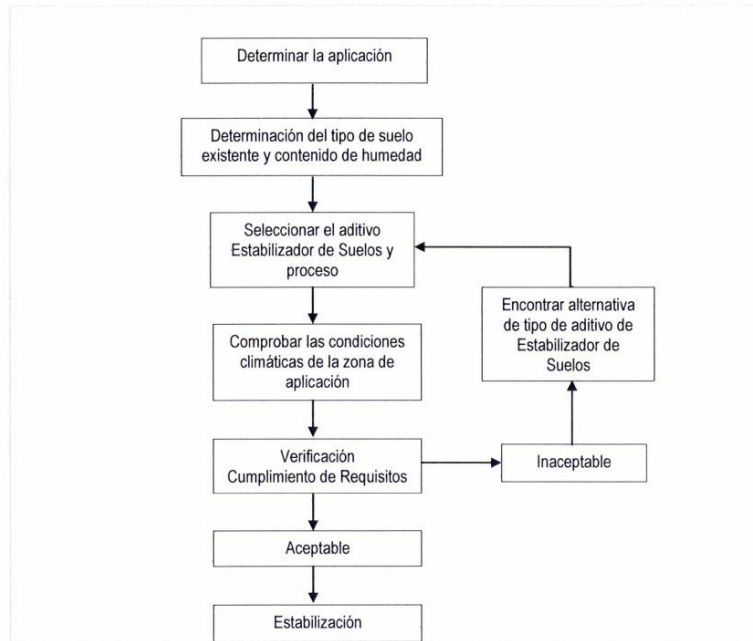 Determinar la aplicación
Determinación del tipo de suelo
existente y contenido de humedad
Seleccionar el aditivo
Estabilizador de Suelos y
proceso
Encontrar alternativa
de tipo de aditivo de
Estabilizador de
Suelos
Comprobar las condiciones
climáticas de la zona de
aplicación
Verificación
Cumplimiento de Requisitos
Inaceptable
Aceptable
Estabilización